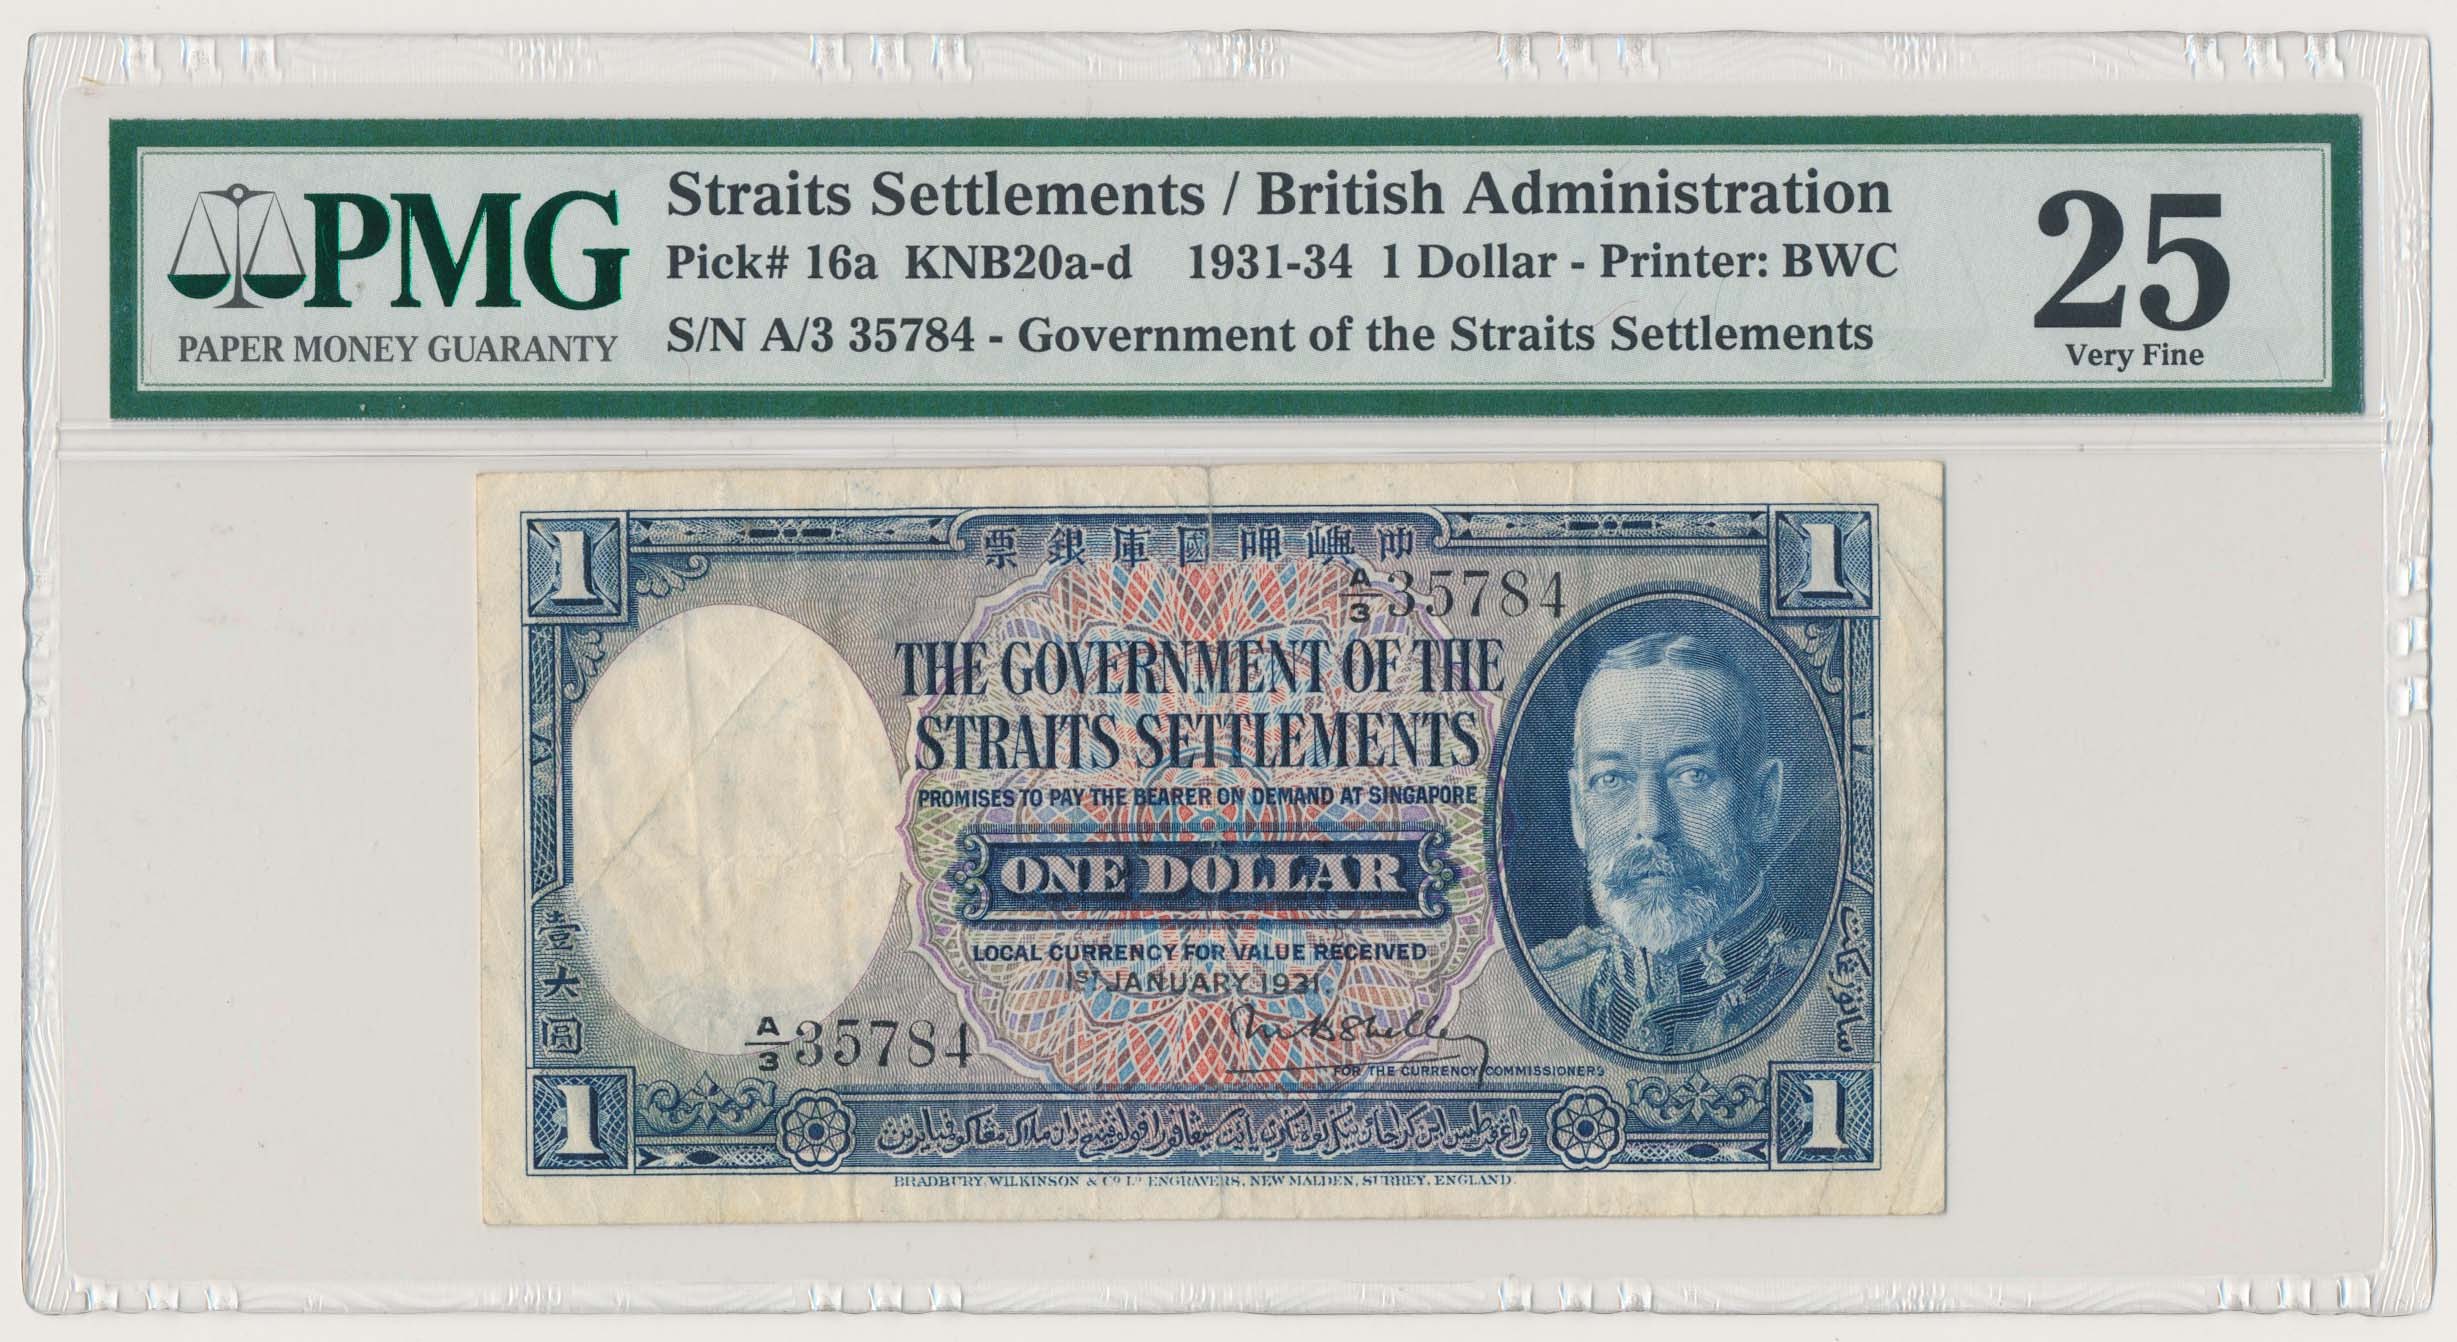 PMG
PAPER MONEY GUARANTY
Straits Settlements / British Administration
Pick# 16a KNB20a-d 1931-34 1 Dollar - Printer: BWC
S/N A/3 35784 - Government of the Straits Settlements
25
Very Fine
1
票銀庫國呷嶼叻
1
A/3 35784
THE GOVERNMENT OF THE
STRAITS SETTLEMENTS
PROMISES TO PAY THE BEARER ON DEMAND AT SINGAPORE
ONE DOLLAR
LOCAL CURRENCY FOR VALUE RECEIVED
1ST JANUARY 1931.
壹大圓
ساتو رڠڬت
A/3 35784
FOR THE CURRENCY COMMISSIONERS
1
1
BRADBURY, WILKINSON & Co Ld ENGRAVERS, NEW MALDEN, SURREY, ENGLAND.